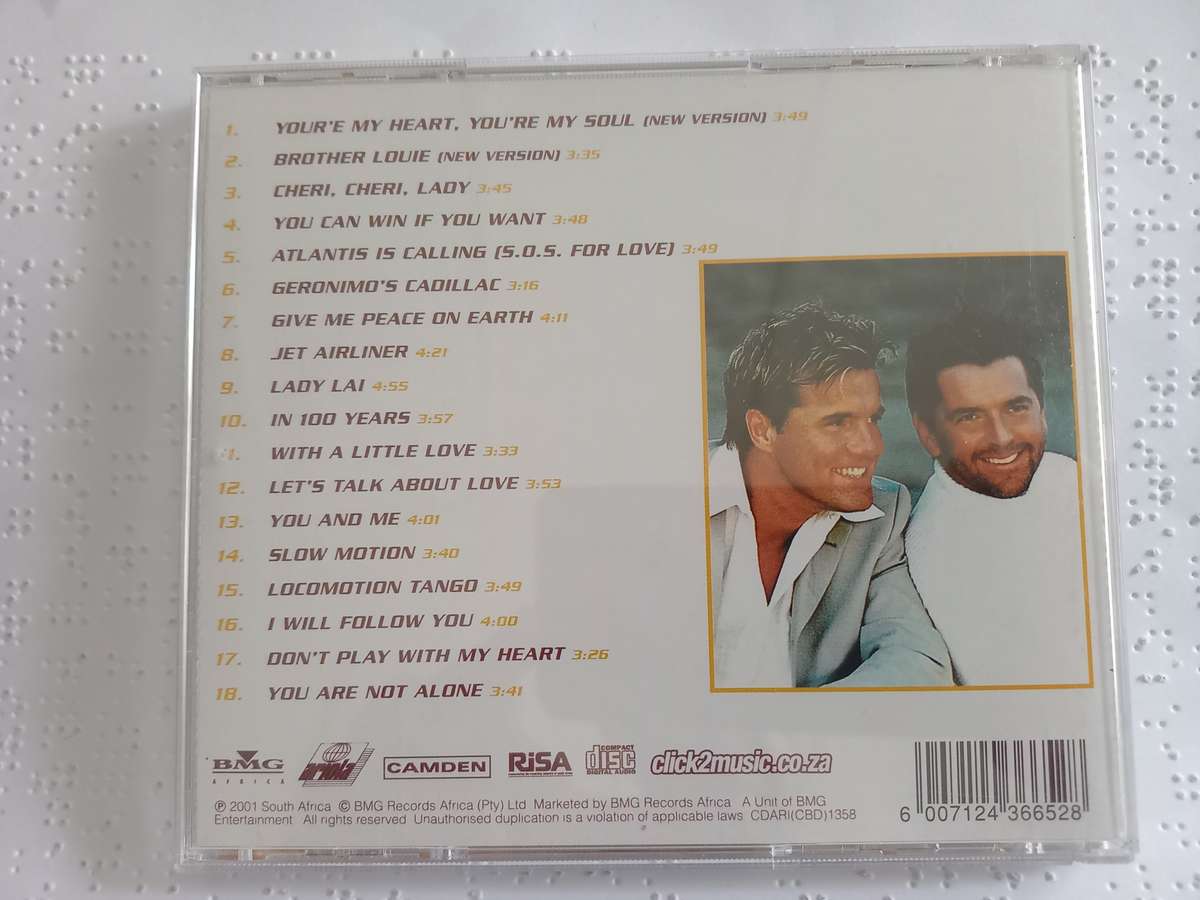 1. YOUR'E MY HEART, YOU'RE MY SOUL (NEW VERSION) 3:49
2. BROTHER LOUIE (NEW VERSION) 3:35
3. CHERI, CHERI, LADY 3:45
4. YOU CAN WIN IF YOU WANT 3:48
5. ATLANTIS IS CALLING (S.O.S. FOR LOVE) 3:49
6. GERONIMO'S CADILLAC 3:16
7. GIVE ME PEACE ON EARTH 4:11
8. JET AIRLINER 4:21
9. LADY LAI 4:55
10. IN 100 YEARS 3:57
11. WITH A LITTLE LOVE 3:33
12. LET'S TALK ABOUT LOVE 3:53
13. YOU AND ME 4:01
14. SLOW MOTION 3:40
15. LOCOMOTION TANGO 3:49
16. I WILL FOLLOW YOU 4:00
17. DON'T PLAY WITH MY HEART 3:26
18. YOU ARE NOT ALONE 3:41
BMG AFRICA ariola CAMDEN RiSA COMPACT disc DIGITAL AUDIO click2music.co.za
℗ 2001 South Africa © BMG Records Africa (Pty) Ltd Marketed by BMG Records Africa A Unit of BMG
Entertainment All rights reserved Unauthorised duplication is a violation of applicable laws CDARI(CBD)1358
6 007124 366528